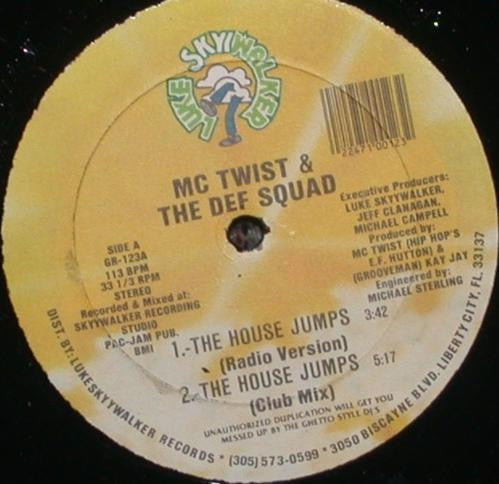 LUKE SKYYWALKER
22471 00123
MC TWIST &
THE DEF SQUAD
SIDE A
GR-123A
113 BPM
33 1/3 RPM
STEREO
Recorded & Mixed at:
SKYYWALKER RECORDING
STUDIO
PAC-JAM PUB.
BMI
Executive Producers:
LUKE SKYYWALKER,
JEFF CLANAGAN,
MICHAEL CAMPELL
Produced by:
MC TWIST (HIP HOP'S
E.F. HUTTON) &
(GROOVEMAN) KAY JAY
Engineered by:
MICHAEL STERLING
1.-THE HOUSE JUMPS 3:42
(Radio Version)
2.-THE HOUSE JUMPS 5:17
(Club Mix)
UNAUTHORIZED DUPLICATION WILL GET YOU
MESSED UP BY THE GHETTO STYLE DJ'S
DIST. BY: LUKE SKYYWALKER RECORDS * (305) 573-0599 * 3050 BISCAYNE BLVD. LIBERTY CITY, FL. 33137